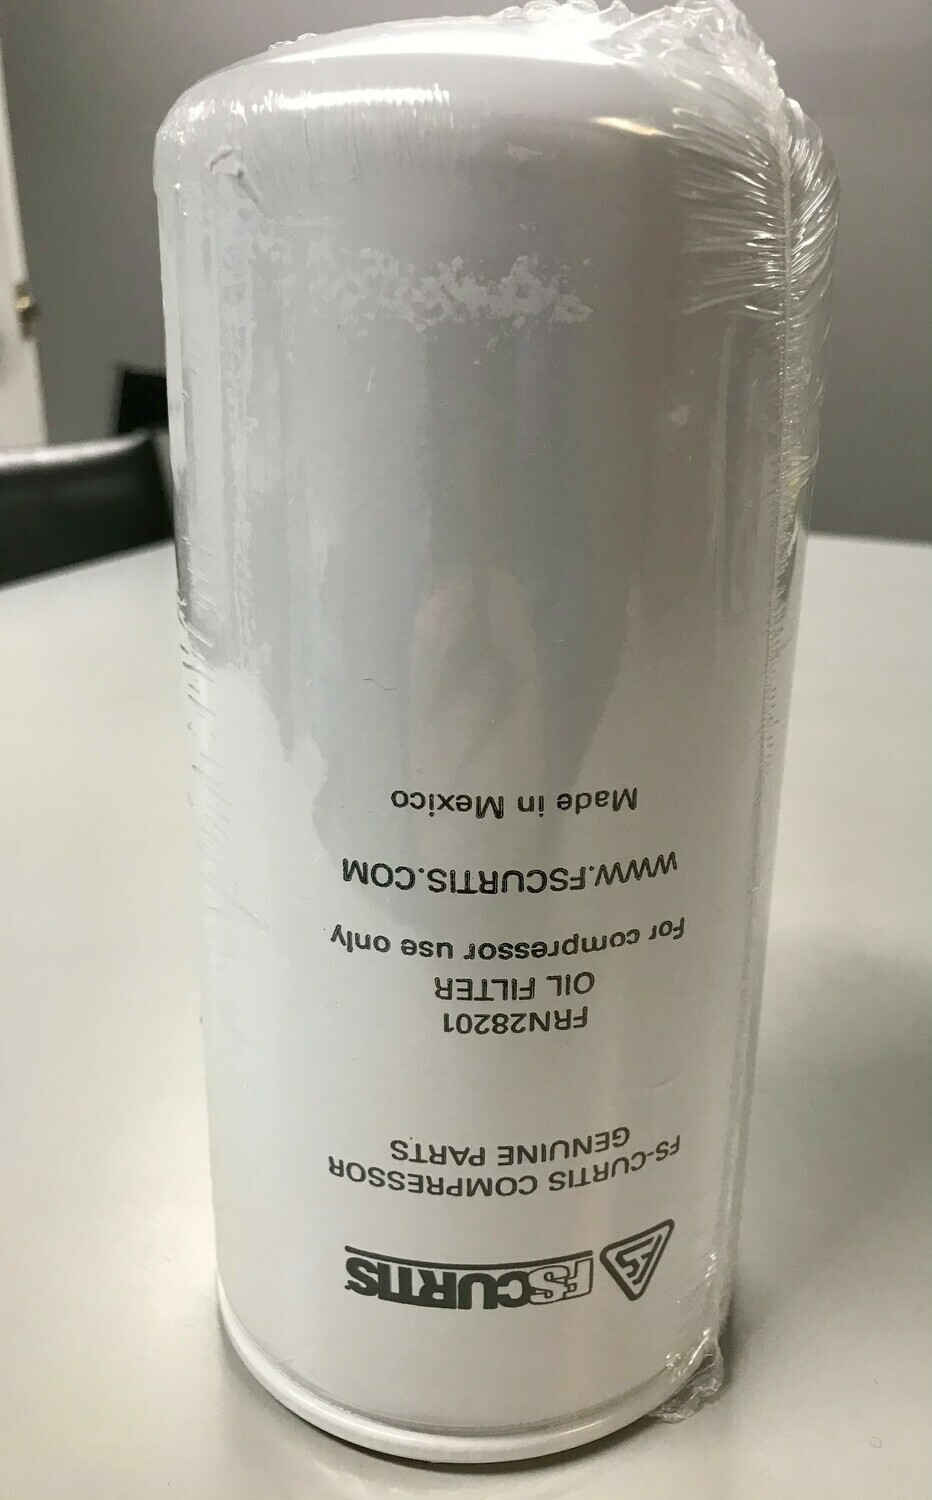 FS FSCURTIS
FS-CURTIS COMPRESSOR
GENUINE PARTS
FRN28201
OIL FILTER
For compressor use only
WWW.FSCURTIS.COM
Made in Mexico